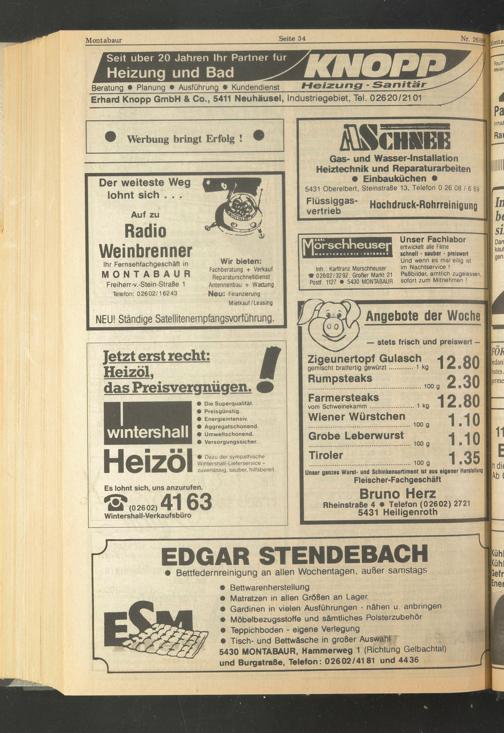 Montabaur
Seite 34
Seit über 20 Jahren Ihr Partner für
Heizung und Bad
KNOPP
Beratung ● Planung ● Ausführung ● Kundendienst
Heizung - Sanitär
Erhard Knopp GmbH & Co., 5411 Neuhäusel, Industriegebiet, Tel. 02620/21 01
● Werbung bringt Erfolg ! ●
Der weiteste Weg
lohnt sich . . .
Auf zu
Radio
Weinbrenner
Ihr Fernsehfachgeschäft in
MONTABAUR
Freiherr-v.-Stein-Straße 1
Telefon: 02602/16243
Wir bieten:
Fachberatung + Verkauf
Reparaturschnelldienst
Antennenbau + Wartung
Neu: Finanzierung
Mietkauf/Leasing
NEU! Ständige Satellitenempfangsvorführung.
Jetzt erst recht:
Heizöl,
das Preisvergnügen.
!
wintershall
● Die Superqualität.
● Preisgünstig.
● Energieintensiv.
● Aggregatschonend.
● Umweltschonend.
● Versorgungssicher.
Heizöl
● Dazu der sympathische
Wintershall-Lieferservice -
zuverlässig, sauber, hilfsbereit.
Es lohnt sich, uns anzurufen.
(02602) 4163
Wintershall-Verkaufsbüro
A SCHNEE
Gas- und Wasser-Installation
Heiztechnik und Reparaturarbeiten
● Einbauküchen ●
5431 Oberelbert, Steinstraße 13, Telefon 0 26 08 / 6 89
Flüssiggas-
vertrieb
Hochdruck-Rohrreinigung
Mörschheuser
Inh.: Karlfranz Mörschheuser
☎ 02602/3292 Großer Markt 21
Postf. 1127 ● 5430 MONTABAUR
Unser Fachlabor
entwickelt alle Filme
schnell - sauber - preiswert
Und wenn es mal eilig ist
im Nachtservice !
Paßbilder, amtlich zugelassen,
sofort zum Mitnehmen !
Angebote der Woche
— stets frisch und preiswert —
Zigeunertopf Gulasch
gemischt bratfertig gewürzt .......... 1 kg 12.80
Rumpsteaks
.......... 100 g 2.30
Farmersteaks
vom Schweinekamm .......... 1 kg 12.80
Wiener Würstchen
.......... 100 g 1.10
Grobe Leberwurst
.......... 100 g 1.10
Tiroler
.......... 100 g 1.35
Unser ganzes Wurst- und Schinkensortiment ist aus eigener Herstellung
Fleischer-Fachgeschäft
Bruno Herz
Rheinstraße 4 ● Telefon (02602) 2721
5431 Heiligenroth
EDGAR STENDEBACH
● Bettfedernreinigung an allen Wochentagen, außer samstags
ESM
● Bettwarenherstellung
● Matratzen in allen Größen an Lager
● Gardinen in vielen Ausführungen - nähen u. anbringen
● Möbelbezugsstoffe und sämtliches Polsterzubehör
● Teppichboden - eigene Verlegung
● Tisch- und Bettwäsche in großer Auswahl
5430 MONTABAUR, Hammerweg 1 (Richtung Gelbachtal)
und Burgstraße, Telefon: 02602/4181 und 4436